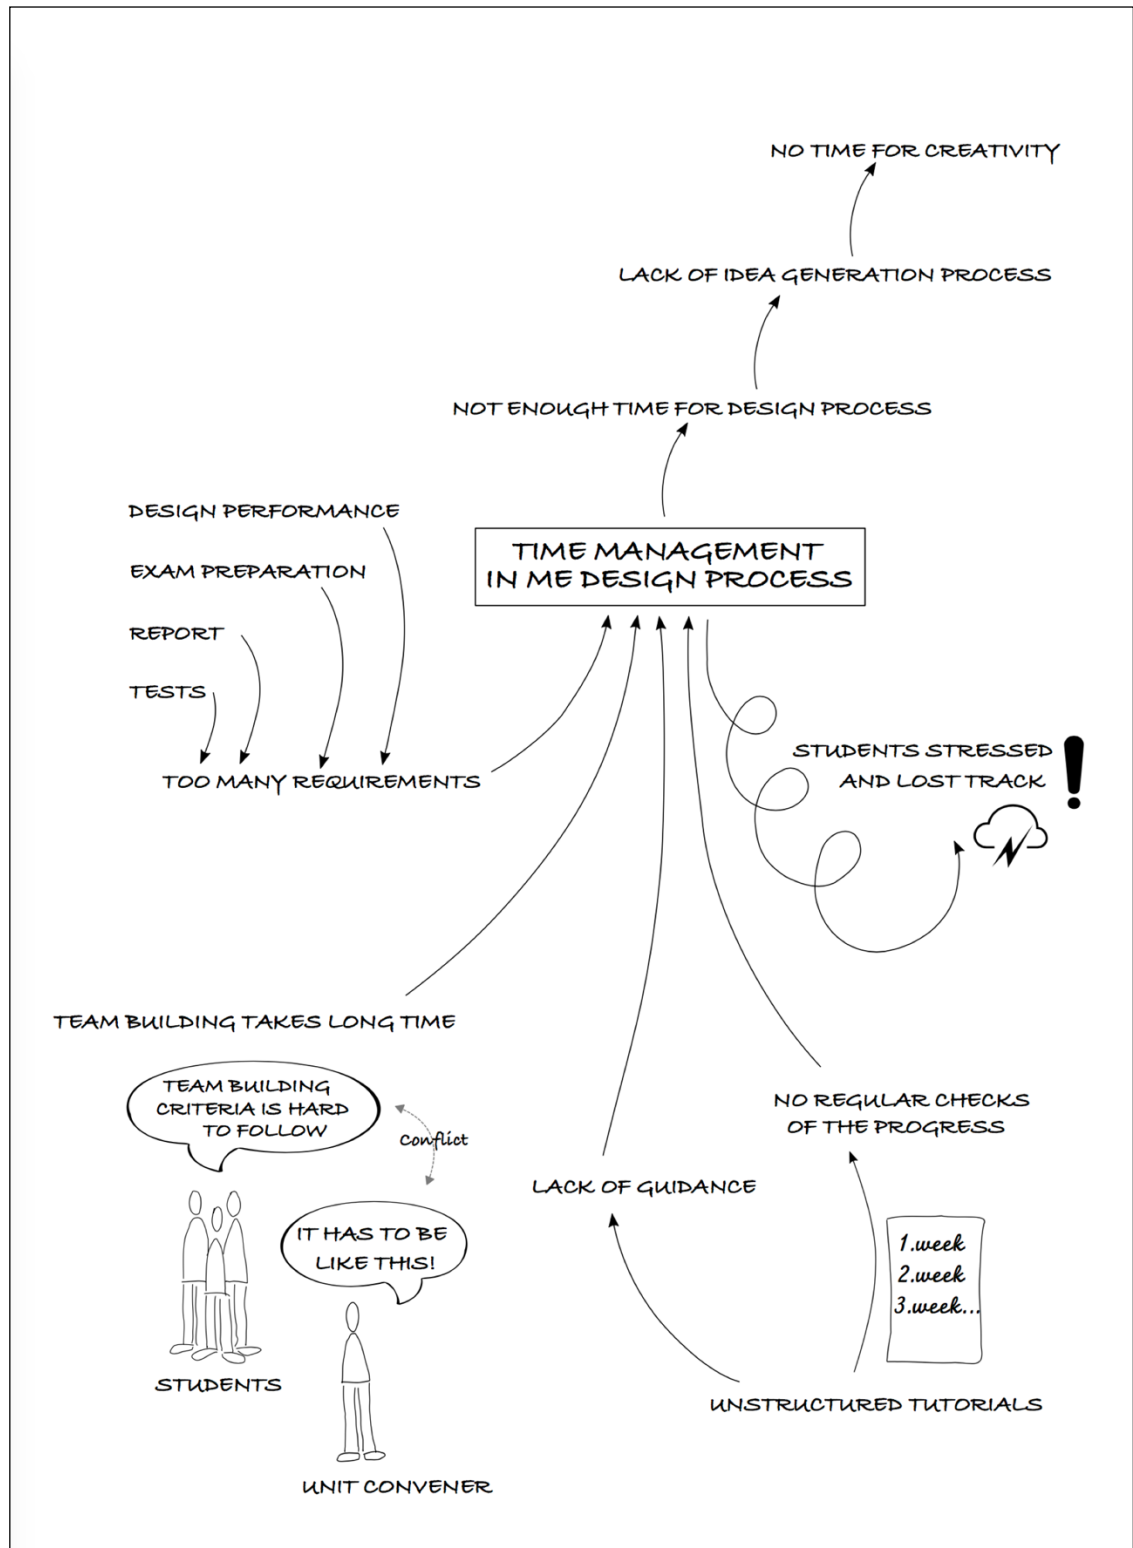 NO TIME FOR CREATIVITY
LACK OF IDEA GENERATION PROCESS
NOT ENOUGH TIME FOR DESIGN PROCESS
DESIGN PERFORMANCE
EXAM PREPARATION
REPORT
TESTS
TOO MANY REQUIREMENTS
TIME MANAGEMENT
IN ME DESIGN PROCESS
STUDENTS STRESSED
AND LOST TRACK
!
TEAM BUILDING TAKES LONG TIME
TEAM BUILDING
CRITERIA IS HARD
TO FOLLOW
Conflict
IT HAS TO BE
LIKE THIS!
STUDENTS
UNIT CONVENER
LACK OF GUIDANCE
NO REGULAR CHECKS
OF THE PROGRESS
1.week
2.week
3.week...
UNSTRUCTURED TUTORIALS